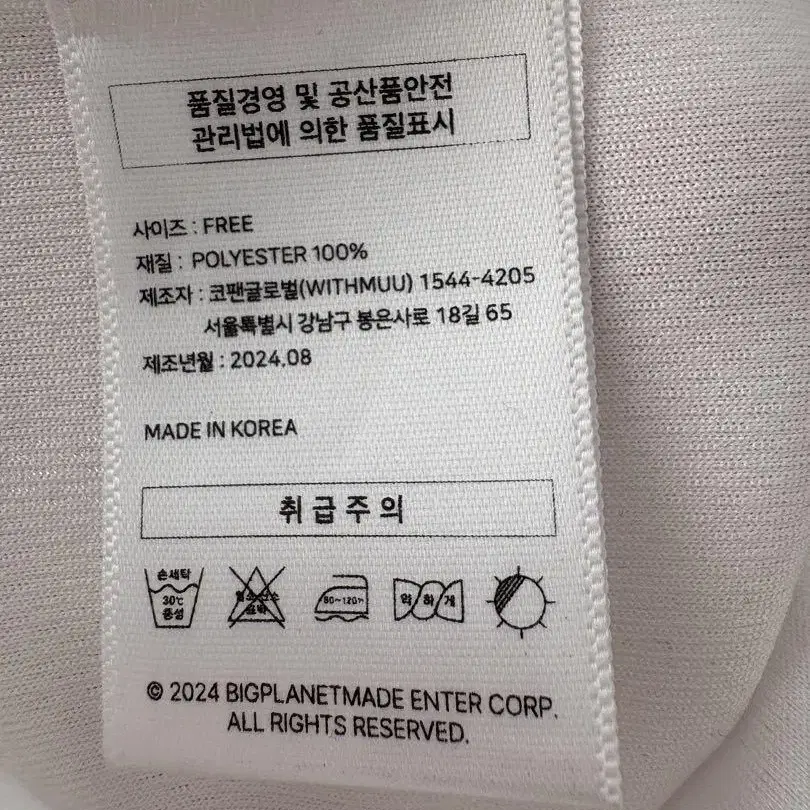 품질경영 및 공산품안전
관리법에 의한 품질표시
사이즈 : FREE
재질 : POLYESTER 100%
제조자 : 코팬글로벌(WITHMUU) 1544-4205
서울특별시 강남구 봉은사로 18길 65
제조년월 : 2024.08
MADE IN KOREA
취급주의
손세탁
30℃
중성
80~120℃
약하게
© 2024 BIGPLANETMADE ENTER CORP.
ALL RIGHTS RESERVED.